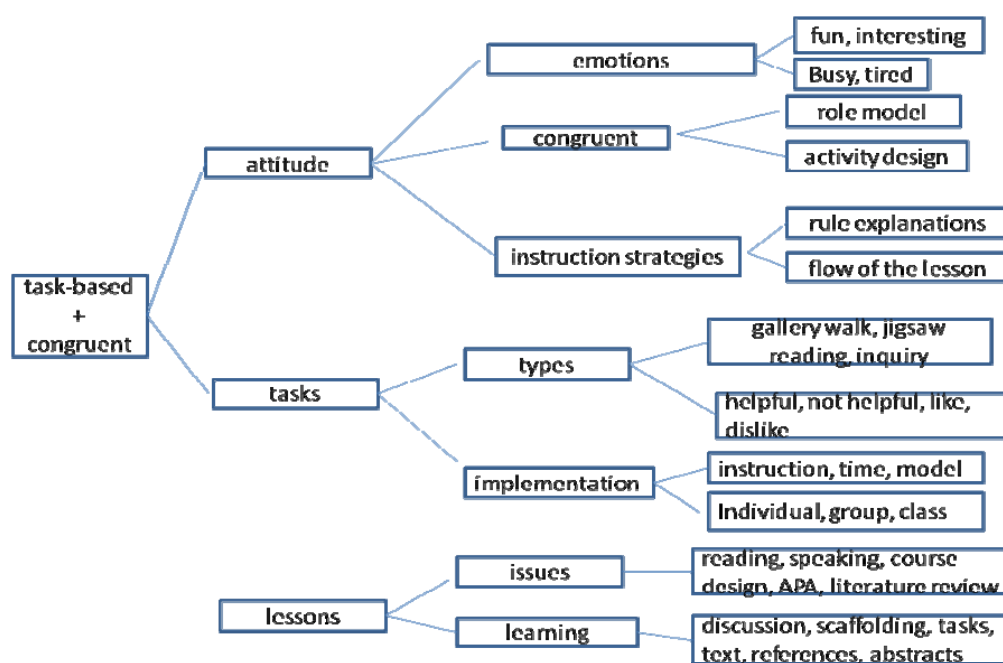 fun, interesting
emotions
Busy, tired
role model
congruent
attitude
activity design
rule explanations
instruction strategies
flow of the lesson
task-based
+
congruent
gallery walk, jigsaw
reading, inquiry
types
tasks
helpful, not helpful, like,
dislike
instruction, time, model
implementation
Individual, group, class
issues
reading, speaking, course
design, APA, literature review
lessons
learning
discussion, scaffolding, tasks,
text, references, abstracts